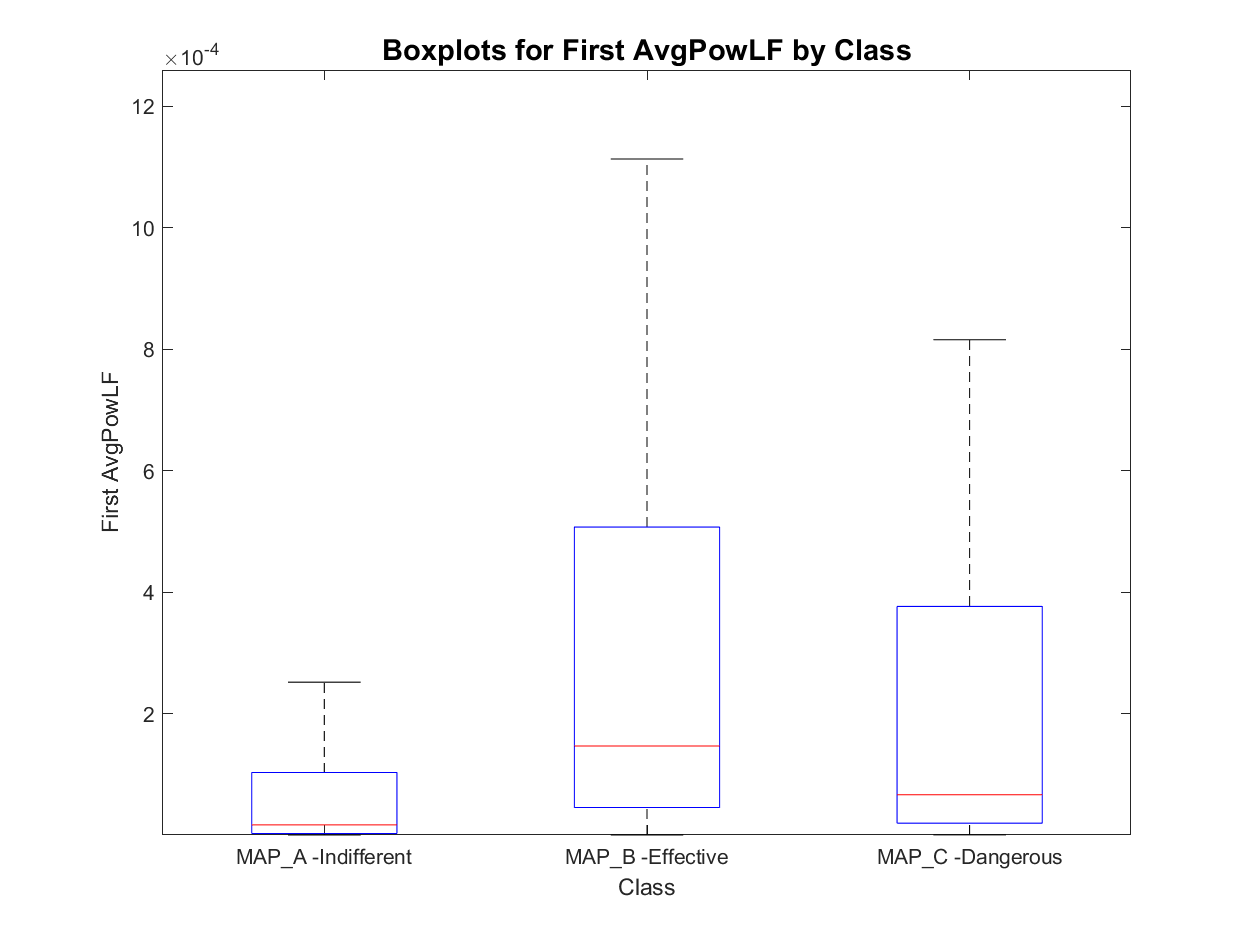 Boxplots for First AvgPowLF by Class
×10-4
12
10
8
6
4
2
First AvgPowLF
MAP_A -Indifferent
MAP_B -Effective
MAP_C -Dangerous
Class